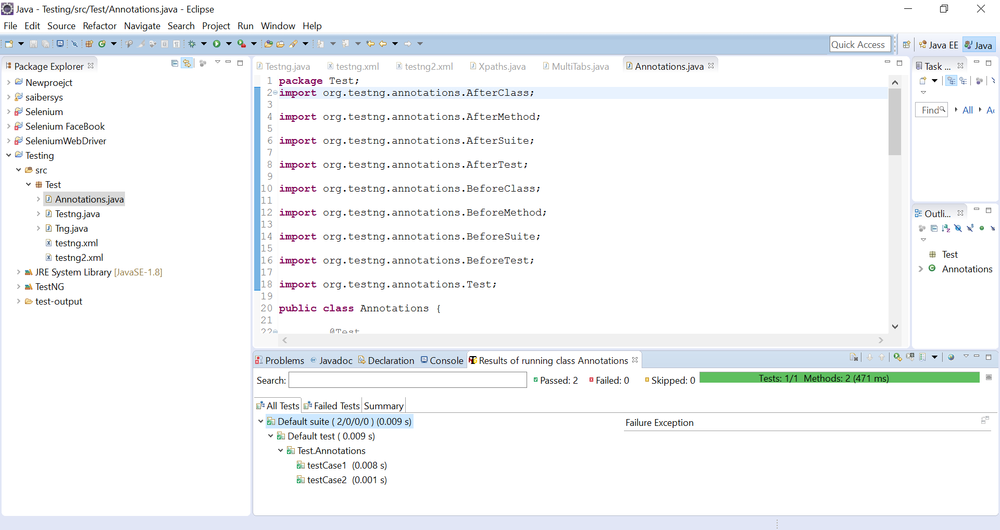 Java - Testing/src/Test/Annotations.java - Eclipse
File Edit Source Refactor Navigate Search Project Run Window Help
Quick Access
Java EE
Java
Package Explorer
Newproejct
saibersys
Selenium
Selenium FaceBook
SeleniumWebDriver
Testing
src
Test
Annotations.java
Testng.java
Tng.java
testng.xml
testng2.xml
JRE System Library [JavaSE-1.8]
TestNG
test-output
Testng.java testng.xml testng2.xml Xpaths.java MultiTabs.java Annotations.java
1 package Test;
2 import org.testng.annotations.AfterClass;
3
4 import org.testng.annotations.AfterMethod;
5
6 import org.testng.annotations.AfterSuite;
7
8 import org.testng.annotations.AfterTest;
9
10 import org.testng.annotations.BeforeClass;
11
12 import org.testng.annotations.BeforeMethod;
13
14 import org.testng.annotations.BeforeSuite;
15
16 import org.testng.annotations.BeforeTest;
17
18 import org.testng.annotations.Test;
19
20 public class Annotations {
21
22 @Test
Task ...
Find All Ac
Outli...
Test
Annotations
Problems Javadoc Declaration Console Results of running class Annotations
Search: Passed: 2 Failed: 0 Skipped: 0 Tests: 1/1 Methods: 2 (471 ms)
All Tests Failed Tests Summary
Default suite ( 2/0/0/0 ) (0.009 s)
Default test ( 0.009 s)
Test.Annotations
testCase1 (0.008 s)
testCase2 (0.001 s)
Failure Exception